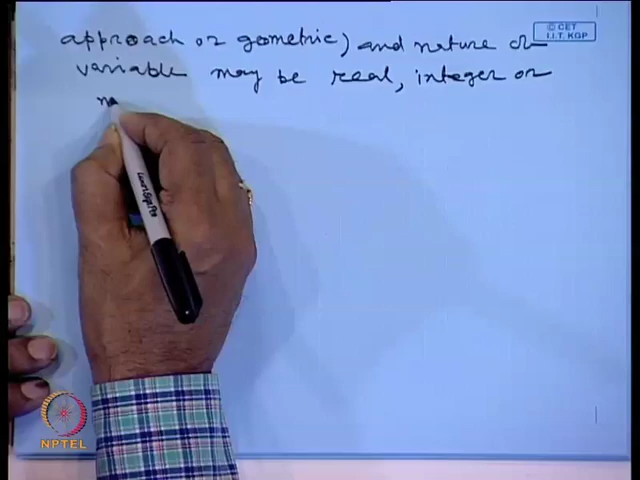 approach or geometric) and nature of
variable may be real, integer or
© CET
I.I.T. KGP
NPTEL